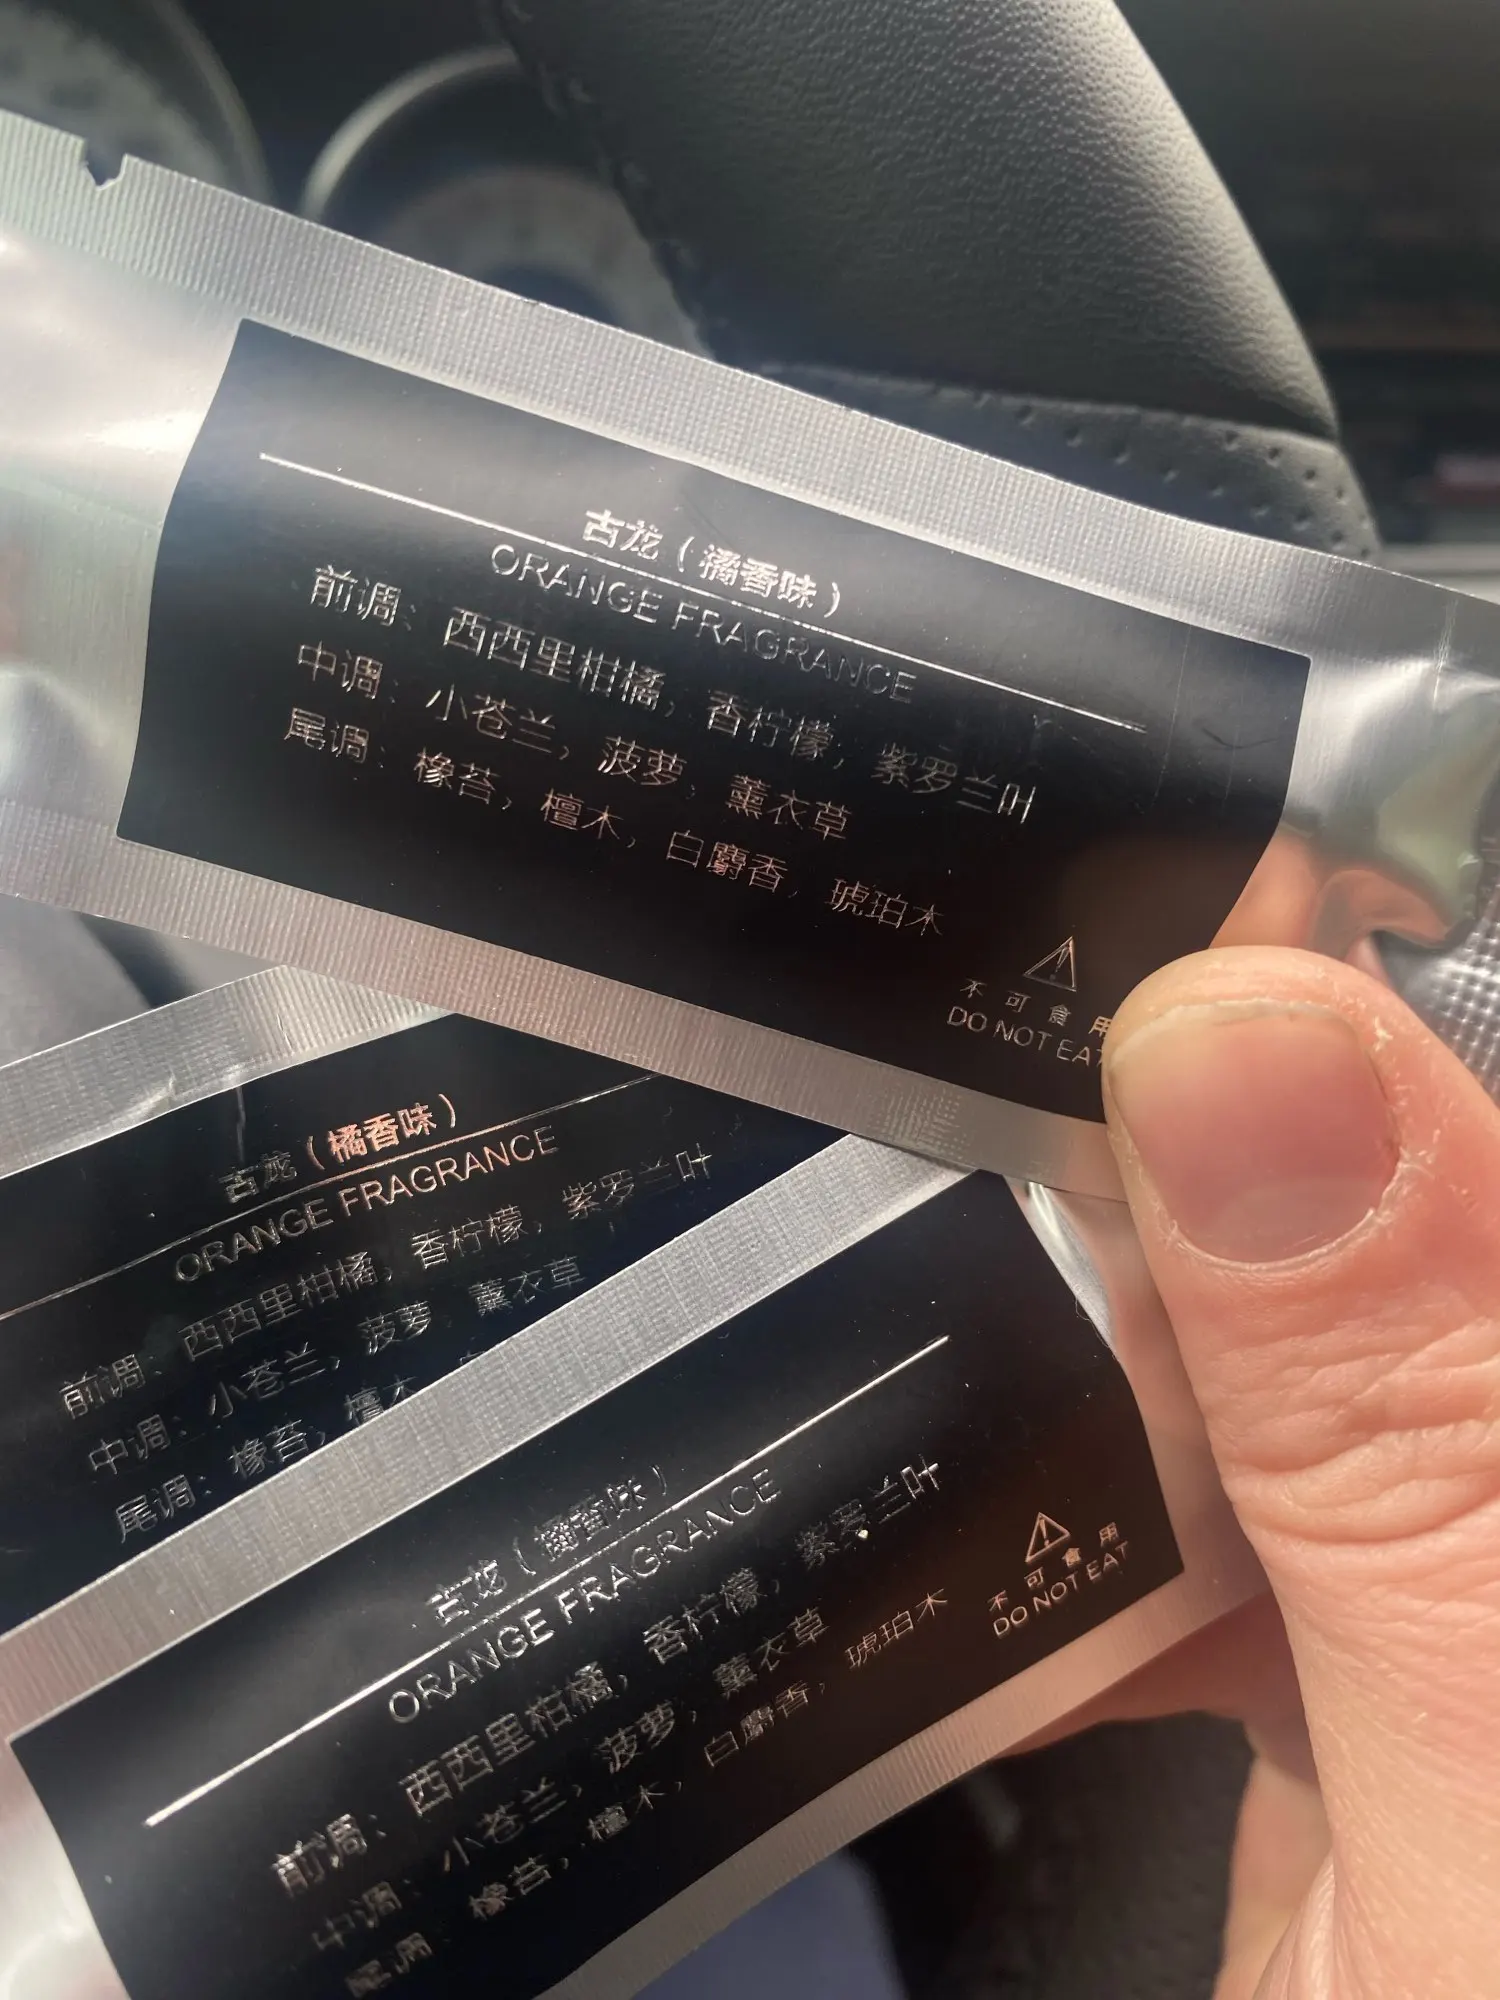 古龙（橘香味）
ORANGE FRAGRANCE
前调：西西里柑橘，香柠檬，紫罗兰叶
中调：小苍兰，菠萝，薰衣草
尾调：橡苔，檀木，白麝香，琥珀木
不可食用
DO NOT EAT
古龙（橘香味）
ORANGE FRAGRANCE
前调：西西里柑橘，香柠檬，紫罗兰叶
中调：小苍兰，菠萝，薰衣草
尾调：橡苔，檀木
古龙（橘香味）
ORANGE FRAGRANCE
前调：西西里柑橘，香柠檬，紫罗兰叶
中调：小苍兰，菠萝，薰衣草
尾调：橡苔，檀木，白麝香，琥珀木
不可食用
DO NOT EAT